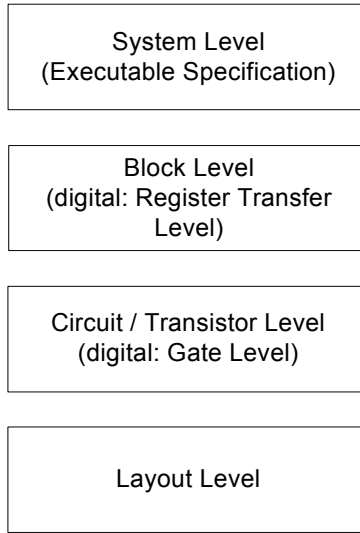 System Level
(Executable Specification)
Block Level
(digital: Register Transfer
Level)
Circuit / Transistor Level
(digital: Gate Level)
Layout Level